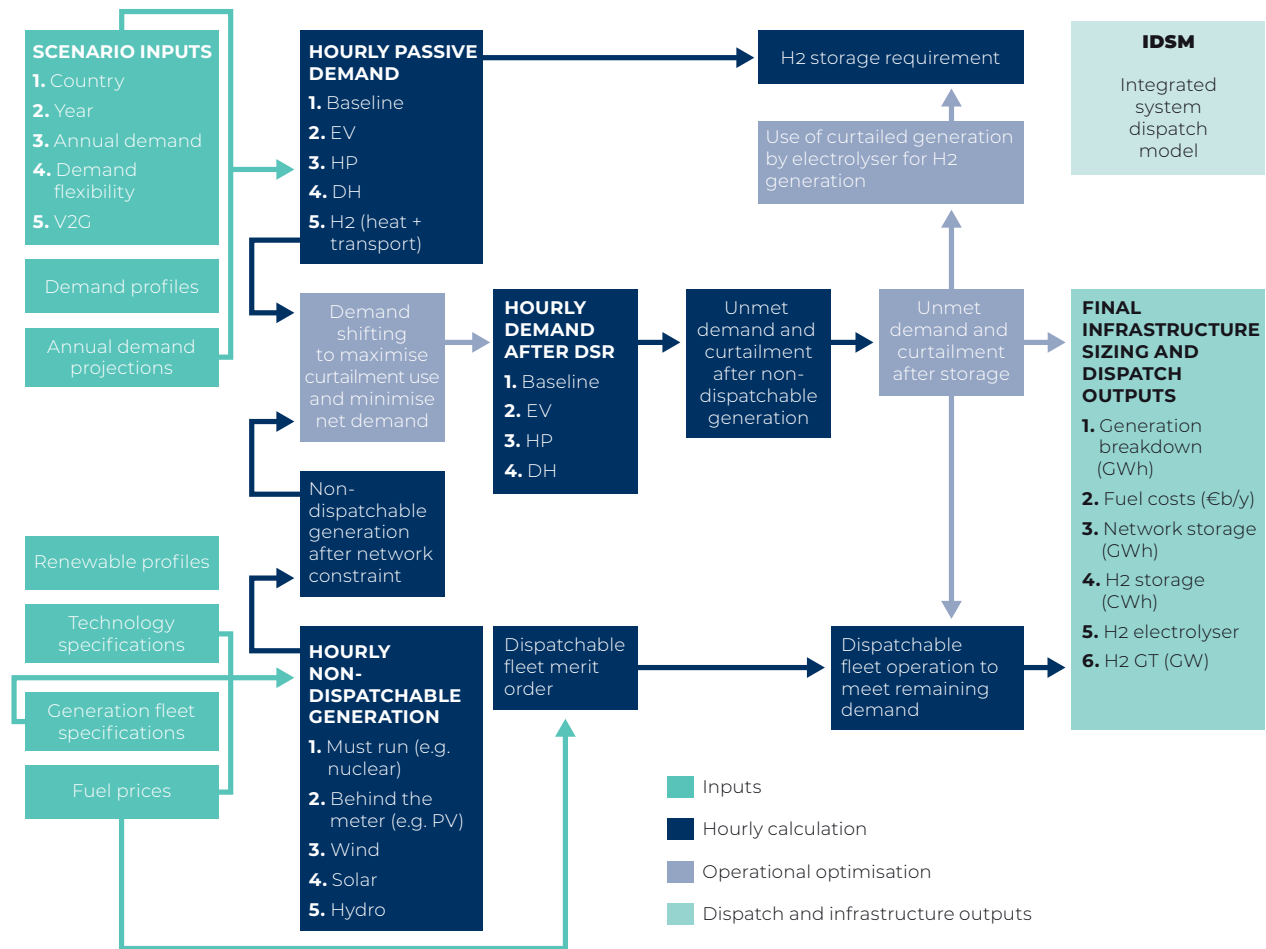 SCENARIO INPUTS
1. Country
2. Year
3. Annual demand
4. Demand
flexibility
5. V2G
Demand profiles
Annual demand
projections
Renewable profiles
Technology
specifications
Generation fleet
specifications
Fuel prices
HOURLY PASSIVE
DEMAND
1. Baseline
2. EV
3. HP
4. DH
5. H2 (heat +
transport)
Demand
shifting
to maximise
curtailment use
and minimise
net demand
Non-
dispatchable
generation
after network
constraint
HOURLY
NON-
DISPATCHABLE
GENERATION
1. Must run (e.g.
nuclear)
2. Behind the
meter (e.g. PV)
3. Wind
4. Solar
5. Hydro
HOURLY
DEMAND
AFTER DSR
1. Baseline
2. EV
3. HP
4. DH
Dispatchable
fleet merit
order
Unmet
demand and
curtailment
after non-
dispatchable
generation
H2 storage requirement
Use of curtailed generation
by electrolyser for H2
generation
Unmet
demand and
curtailment
after storage
Dispatchable
fleet operation to
meet remaining
demand
IDSM
Integrated
system
dispatch
model
FINAL
INFRASTRUCTURE
SIZING AND
DISPATCH
OUTPUTS
1. Generation
breakdown
(GWh)
2. Fuel costs (€b/y)
3. Network storage
(GWh)
4. H2 storage
(CWh)
5. H2 electrolyser
6. H2 GT (GW)
Inputs
Hourly calculation
Operational optimisation
Dispatch and infrastructure outputs